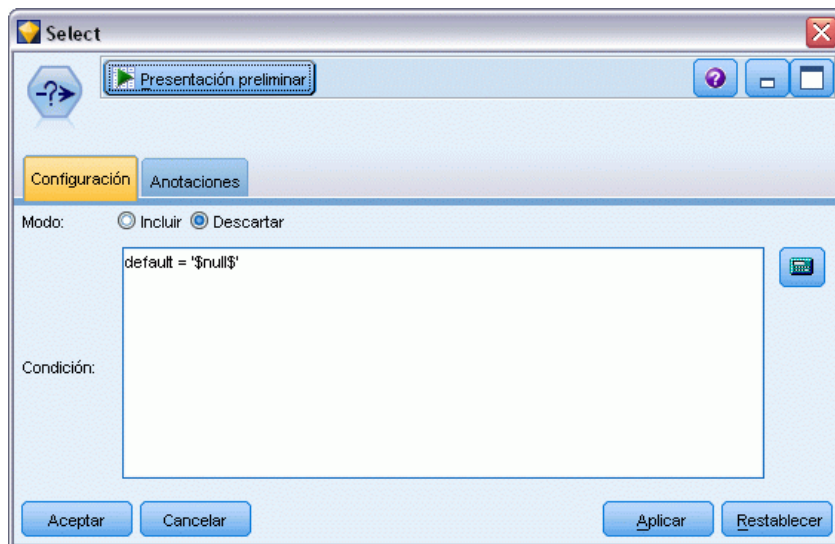 Select
Presentación preliminar
Configuración
Anotaciones
Modo:
Incluir
Descartar
default = '$null$'
Condición:
Aceptar
Cancelar
Aplicar
Restablecer